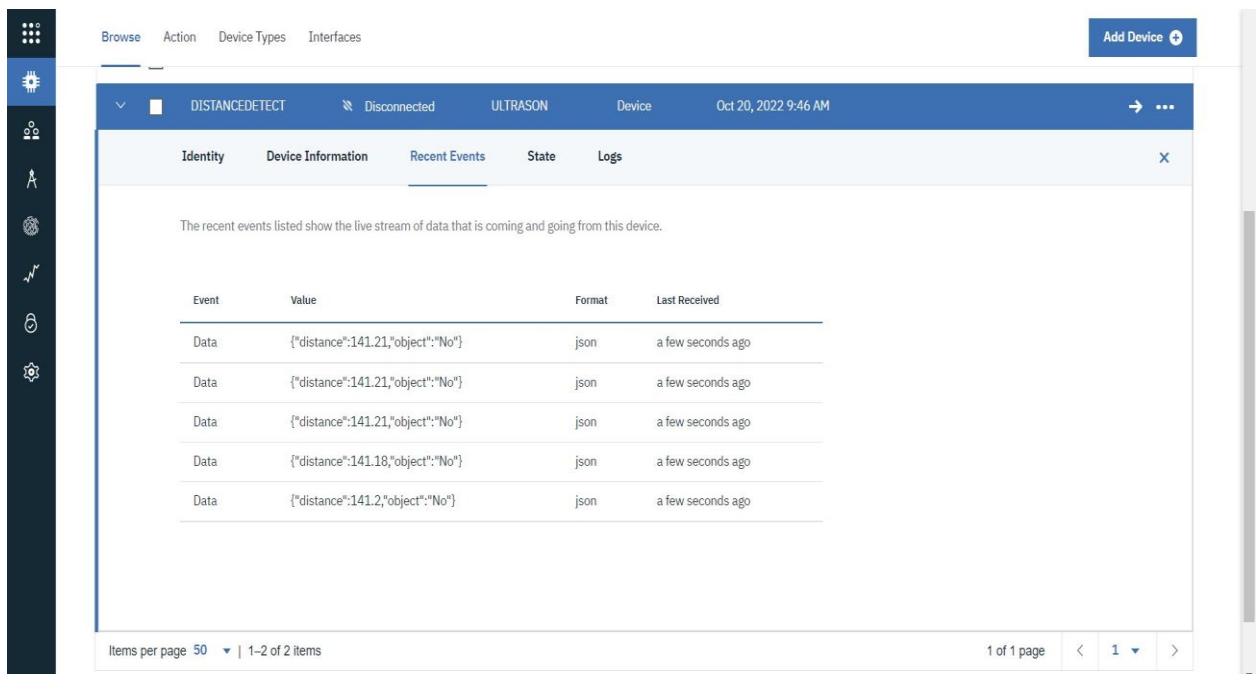 Browse Action Device Types Interfaces Add Device
DISTANCEDETECT Disconnected ULTRASON Device Oct 20, 2022 9:46 AM
Identity Device Information Recent Events State Logs
The recent events listed show the live stream of data that is coming and going from this device.
Event Value Format Last Received
Data {"distance":141.21,"object":"No"} json a few seconds ago
Data {"distance":141.21,"object":"No"} json a few seconds ago
Data {"distance":141.21,"object":"No"} json a few seconds ago
Data {"distance":141.18,"object":"No"} json a few seconds ago
Data {"distance":141.2,"object":"No"} json a few seconds ago
Items per page 50 | 1–2 of 2 items 1 of 1 page 1